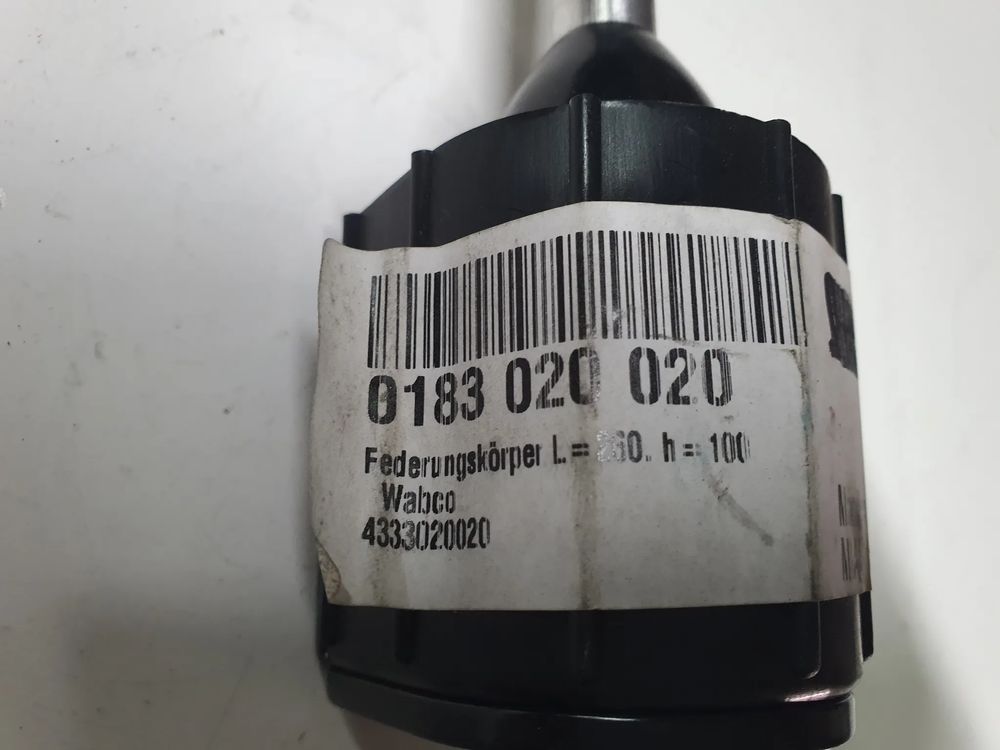 0183 020 020
Federungskörper L = 260. h = 100
Wabco
4333020020